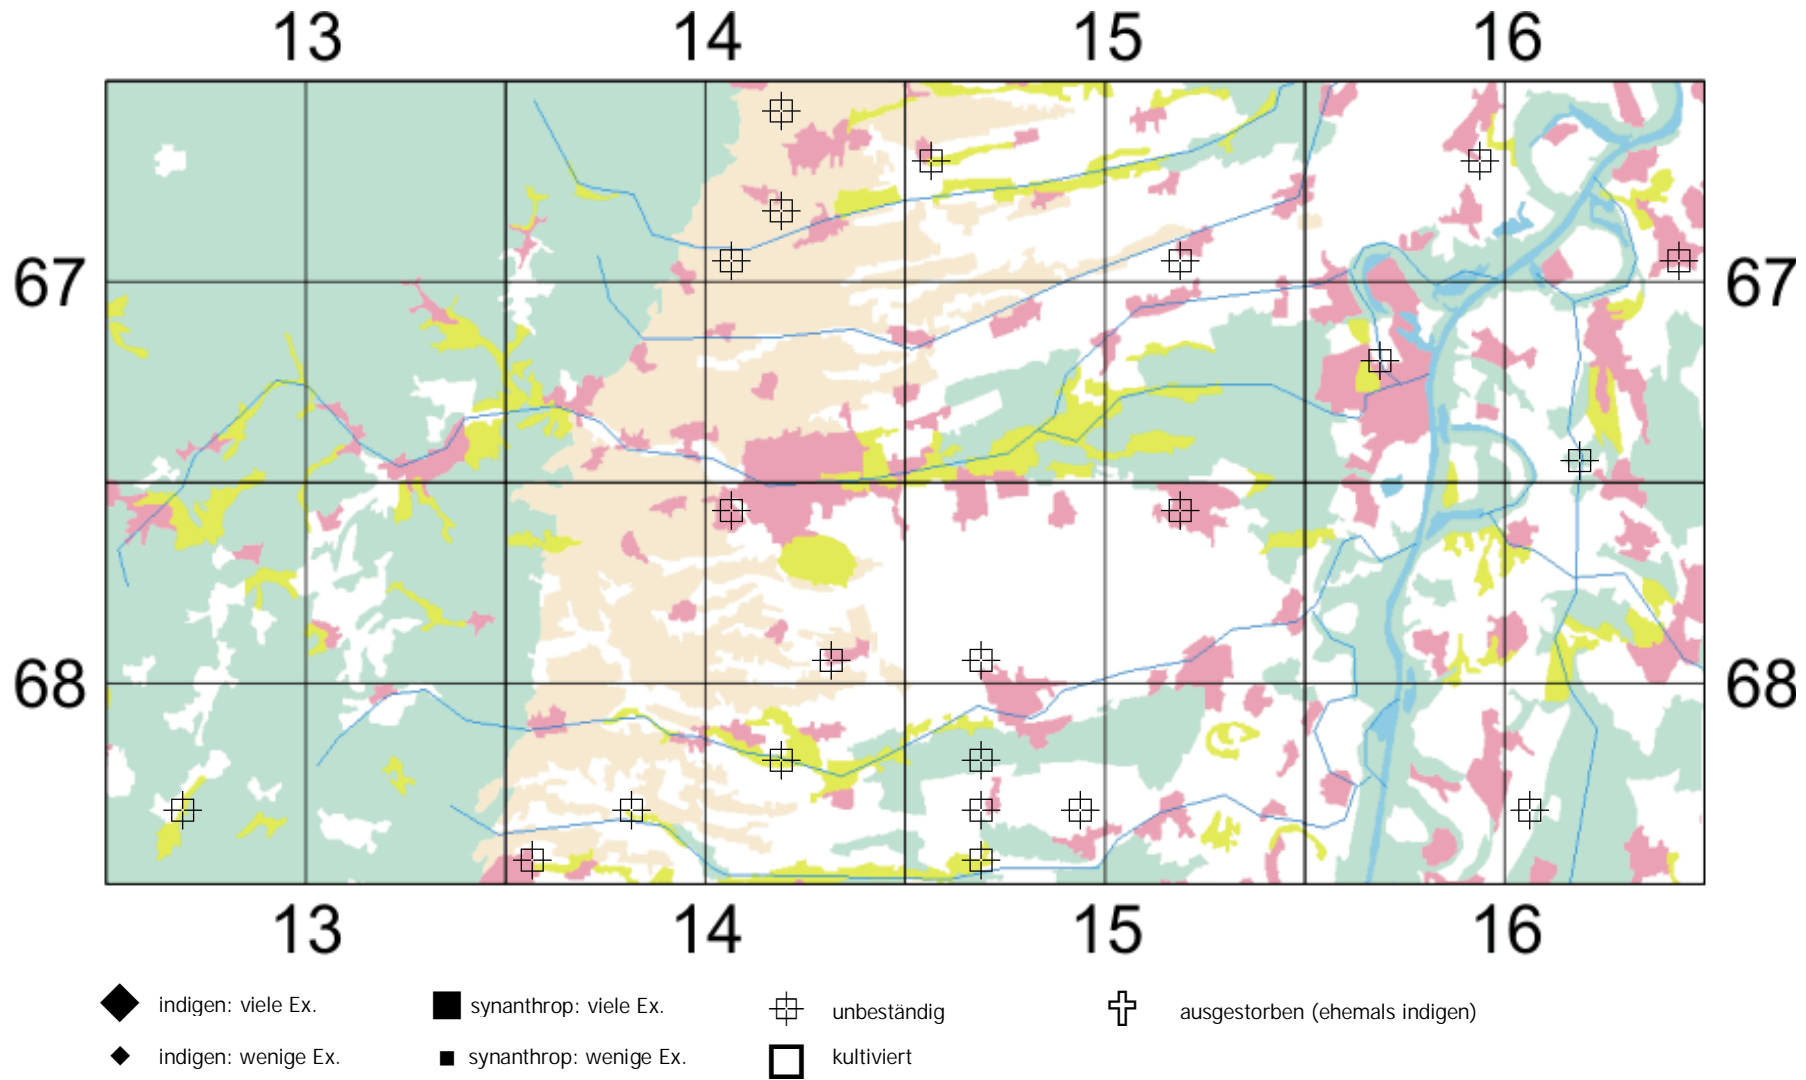 13 14 15 16
67 67
68 68
13 14 15 16
indigen: viele Ex. synanthrop: viele Ex. unbeständig ausgestorben (ehemals indigen)
indigen: wenige Ex. synanthrop: wenige Ex. kultiviert